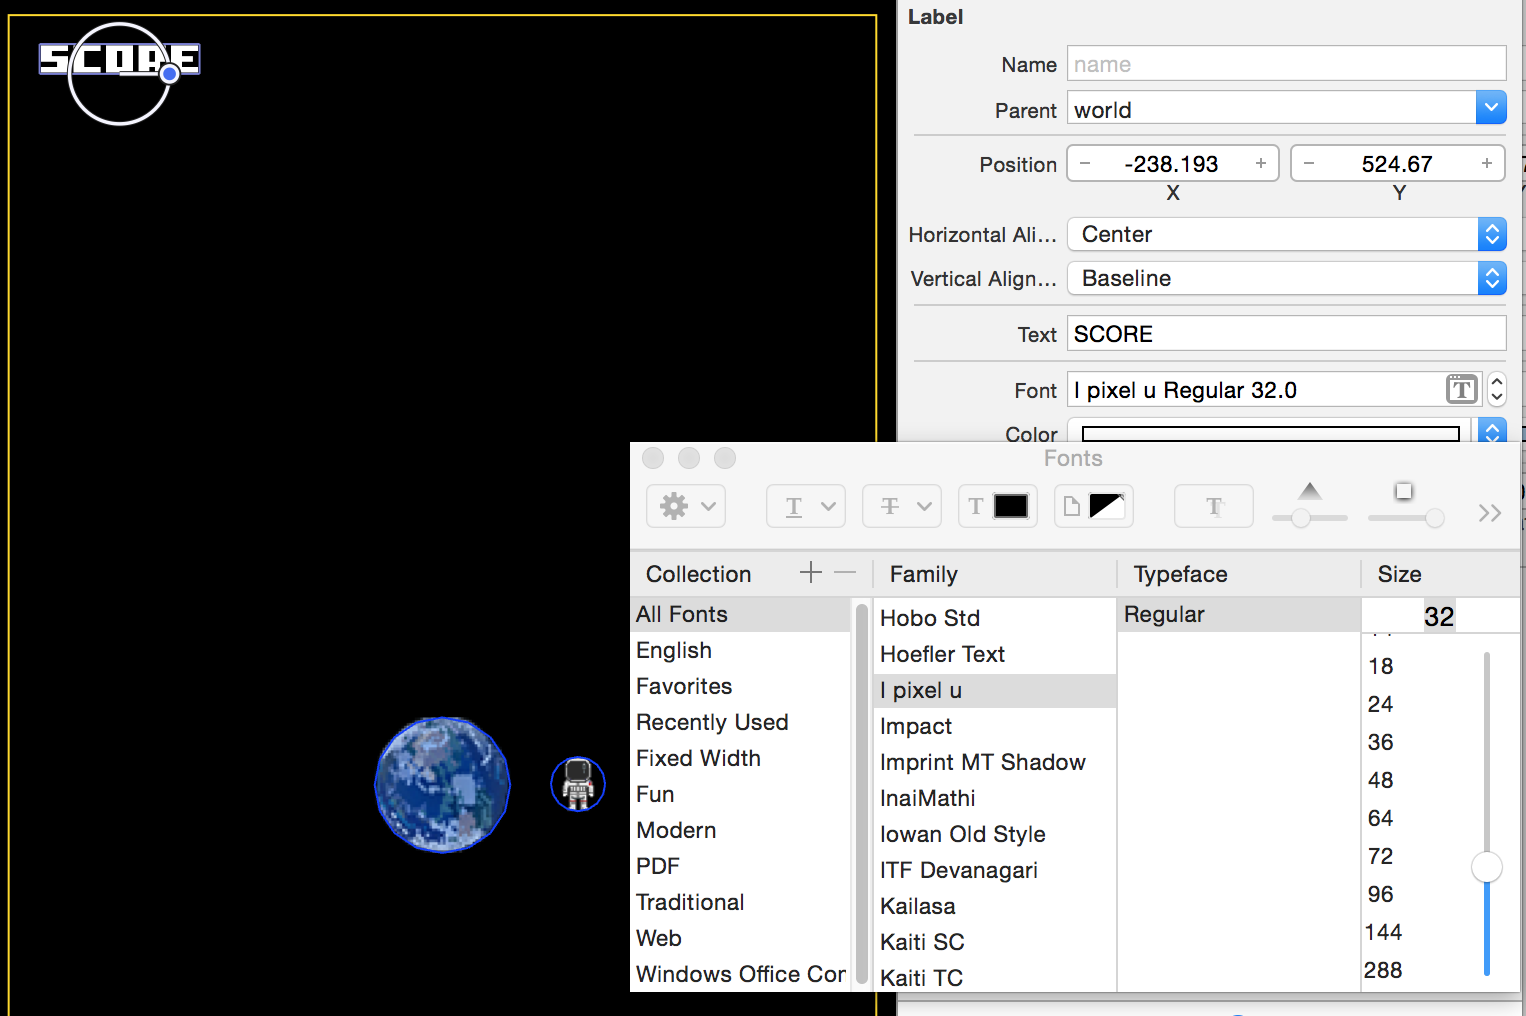 SCORE
Label
Name name
Parent world
Position -238.193 524.67
X Y
Horizontal Ali... Center
Vertical Align... Baseline
Text SCORE
Font I pixel u Regular 32.0
Color
Fonts
Collection Family Typeface Size
All Fonts
English
Favorites
Recently Used
Fixed Width
Fun
Modern
PDF
Traditional
Web
Windows Office Cor
Hobo Std
Hoefler Text
I pixel u
Impact
Imprint MT Shadow
InaiMathi
Iowan Old Style
ITF Devanagari
Kailasa
Kaiti SC
Kaiti TC
Regular
32
18
24
36
48
64
72
96
144
288